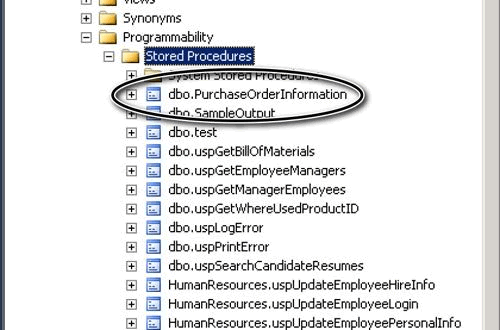 Views
Synonyms
Programmability
Stored Procedures
System Stored Procedures
dbo.PurchaseOrderInformation
dbo.SampleOutput
dbo.test
dbo.uspGetBillOfMaterials
dbo.uspGetEmployeeManagers
dbo.uspGetManagerEmployees
dbo.uspGetWhereUsedProductID
dbo.uspLogError
dbo.uspPrintError
dbo.uspSearchCandidateResumes
HumanResources.uspUpdateEmployeeHireInfo
HumanResources.uspUpdateEmployeeLogin
HumanResources.uspUpdateEmployeePersonalInfo